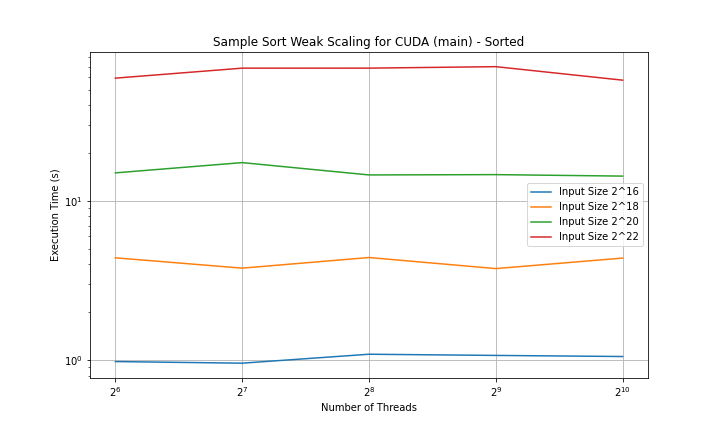 Sample Sort Weak Scaling for CUDA (main) - Sorted
Execution Time (s)
10^1
10^0
Input Size 2^16
Input Size 2^18
Input Size 2^20
Input Size 2^22
2^6 2^7 2^8 2^9 2^10
Number of Threads